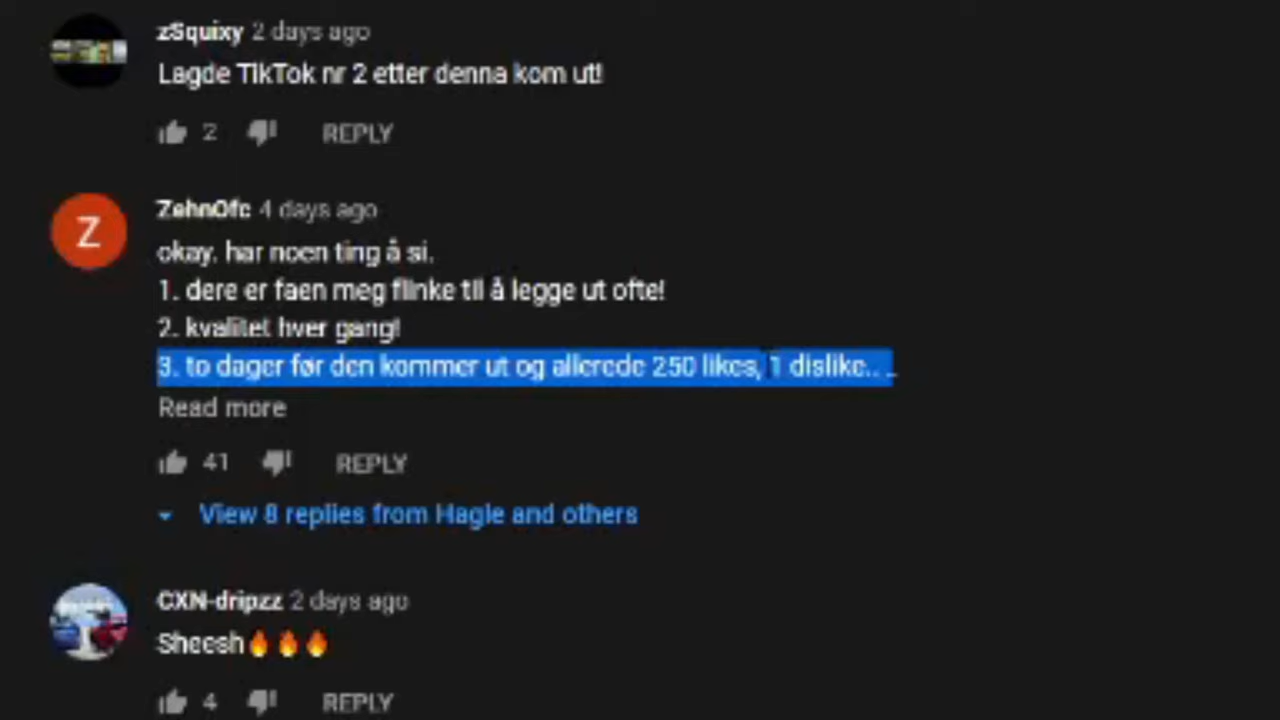 zSquixy 2 days ago
Lagde TikTok nr 2 etter denna kom ut!
2 REPLY
Z
ZehnOfc 4 days ago
okay. har noen ting å si.
1. dere er faen meg flinke til å legge ut ofte!
2. kvalitet hver gang!
3. to dager før den kommer ut og allerede 250 likes, 1 dislike.. ..
Read more
41 REPLY
View 8 replies from Hagle and others
CXN-dripzz 2 days ago
Sheesh🔥🔥🔥
4 REPLY